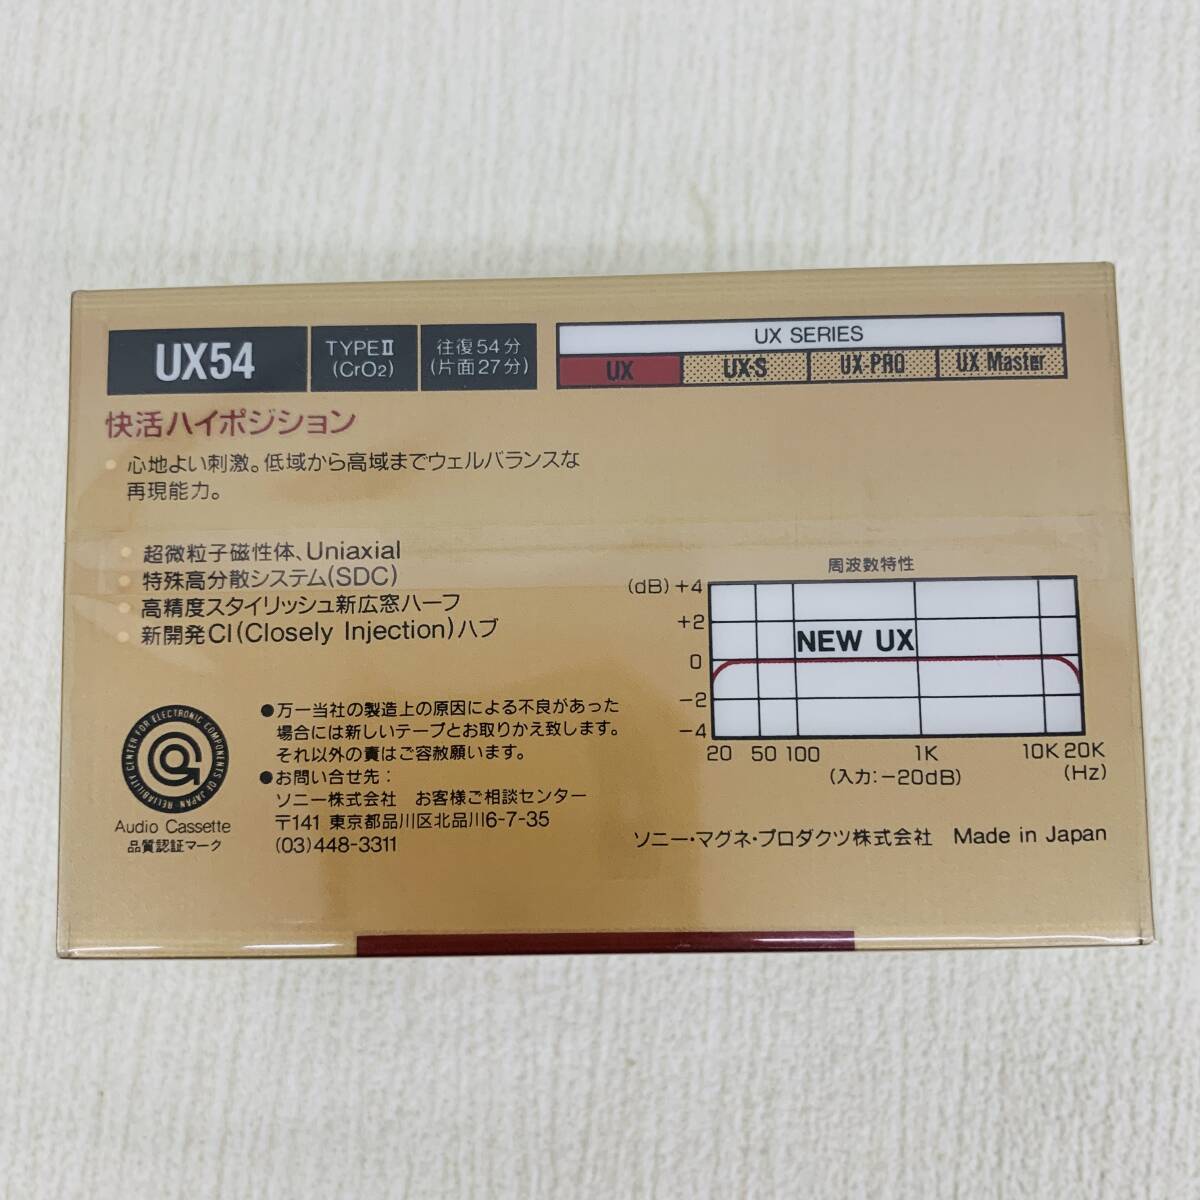 UX54
TYPEⅡ
(CrO2)
往復54分
(片面27分)
UX SERIES
UX
UX-S
UX-PRO
UX Master
快活ハイポジション
• 心地よい刺激。低域から高域までウェルバランスな
再現能力。
• 超微粒子磁性体、Uniaxial
• 特殊高分散システム(SDC)
• 高精度スタイリッシュ新広窓ハーフ
• 新開発CI(Closely Injection)ハブ
周波数特性
(dB) +4
+2
0
−2
−4
NEW UX
20 50 100 1K 10K 20K
(入力:−20dB) (Hz)
RELIABILITY CENTER FOR ELECTRONIC COMPONENTS OF JAPAN
Audio Cassette
品質認証マーク
●万一当社の製造上の原因による不良があった
場合には新しいテープとお取りかえ致します。
それ以外の責はご容赦願います。
●お問い合せ先:
ソニー株式会社 お客様ご相談センター
〒141 東京都品川区北品川6-7-35
(03)448-3311
ソニー・マグネ・プロダクツ株式会社 Made in Japan